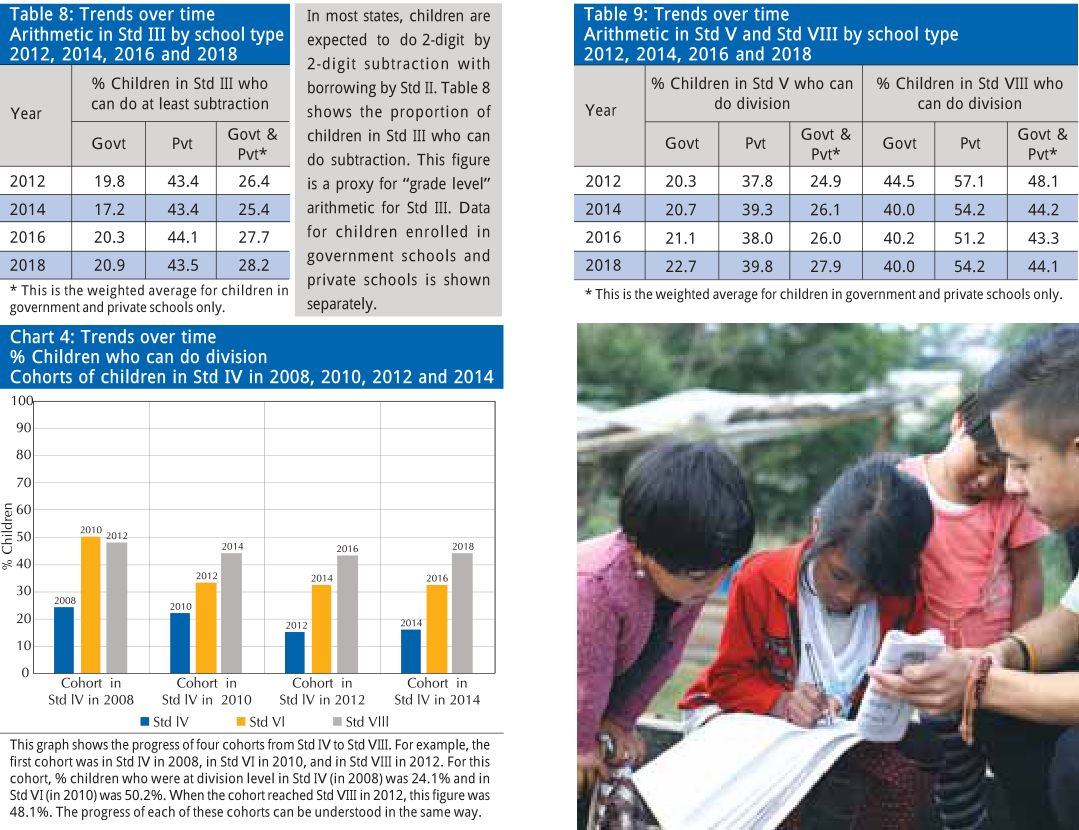 Table 8: Trends over time
Arithmetic in Std III by school type
2012, 2014, 2016 and 2018
Year
% Children in Std III who
can do at least subtraction
Govt Pvt Govt &
Pvt*
2012 19.8 43.4 26.4
2014 17.2 43.4 25.4
2016 20.3 44.1 27.7
2018 20.9 43.5 28.2
* This is the weighted average for children in
government and private schools only.
In most states, children are
expected to do 2-digit by
2-digit subtraction with
borrowing by Std II. Table 8
shows the proportion of
children in Std III who can
do subtraction. This figure
is a proxy for “grade level”
arithmetic for Std III. Data
for children enrolled in
government schools and
private schools is shown
separately.
Table 9: Trends over time
Arithmetic in Std V and Std VIII by school type
2012, 2014, 2016 and 2018
Year
% Children in Std V who can
do division
% Children in Std VIII who
can do division
Govt Pvt Govt &
Pvt*
Govt Pvt Govt &
Pvt*
2012 20.3 37.8 24.9 44.5 57.1 48.1
2014 20.7 39.3 26.1 40.0 54.2 44.2
2016 21.1 38.0 26.0 40.2 51.2 43.3
2018 22.7 39.8 27.9 40.0 54.2 44.1
* This is the weighted average for children in government and private schools only.
Chart 4: Trends over time
% Children who can do division
Cohorts of children in Std IV in 2008, 2010, 2012 and 2014
% Children
100
90
80
70
60
50
40
30
20
10
0
2008 2010 2012
2010 2012 2014
2012 2014 2016
2014 2016 2018
Cohort in
Std IV in 2008
Cohort in
Std IV in 2010
Cohort in
Std IV in 2012
Cohort in
Std IV in 2014
Std IV Std VI Std VIII
This graph shows the progress of four cohorts from Std IV to Std VIII. For example, the
first cohort was in Std IV in 2008, in Std VI in 2010, and in Std VIII in 2012. For this
cohort, % children who were at division level in Std IV (in 2008) was 24.1% and in
Std VI (in 2010) was 50.2%. When the cohort reached Std VIII in 2012, this figure was
48.1%. The progress of each of these cohorts can be understood in the same way.